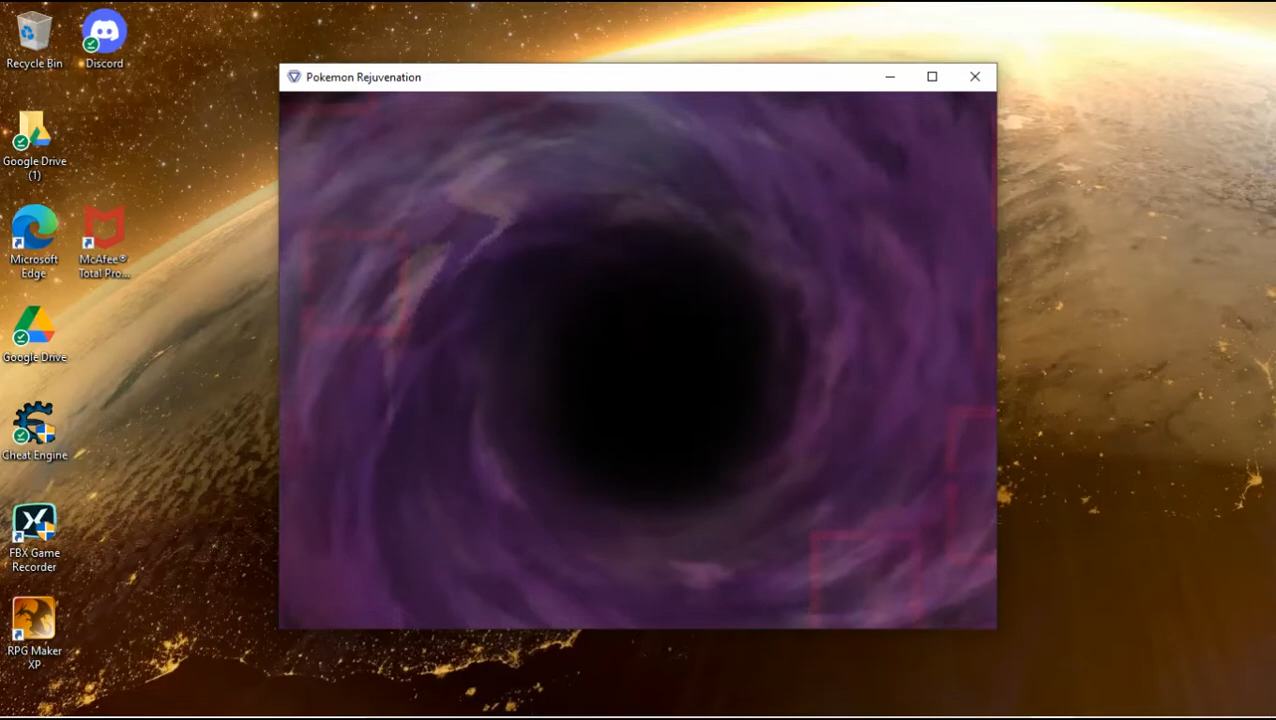 Recycle Bin
Discord
Pokemon Rejuvenation
Google Drive
(1)
Microsoft
Edge
McAfee®
Total Pro...
Google Drive
Cheat Engine
FBX Game
Recorder
RPG Maker
XP